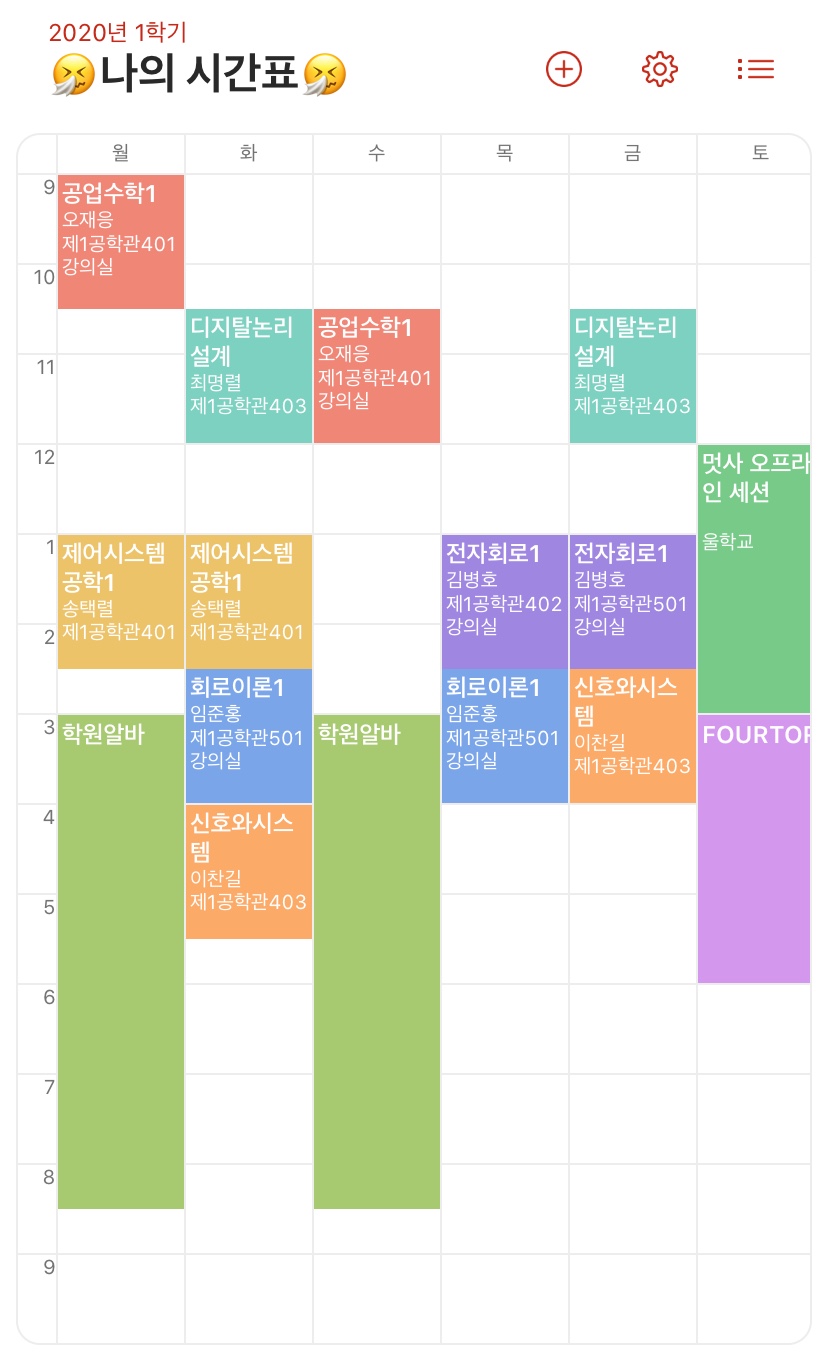 2020년 1학기
🤧나의 시간표🤧
월 화 수 목 금 토
9
공업수학1
오재응
제1공학관401
강의실
10
디지탈논리
설계
최명렬
제1공학관403
공업수학1
오재응
제1공학관401
강의실
디지탈논리
설계
최명렬
제1공학관403
11
12
멋사 오프라
인 세션
울학교
1
제어시스템
공학1
송택렬
제1공학관401
제어시스템
공학1
송택렬
제1공학관401
전자회로1
김병호
제1공학관402
강의실
전자회로1
김병호
제1공학관501
강의실
2
회로이론1
임준홍
제1공학관501
강의실
회로이론1
임준홍
제1공학관501
강의실
신호와시스
템
이찬길
제1공학관403
3
학원알바
학원알바
FOURTOP
4
신호와시스
템
이찬길
제1공학관403
5
6
7
8
9